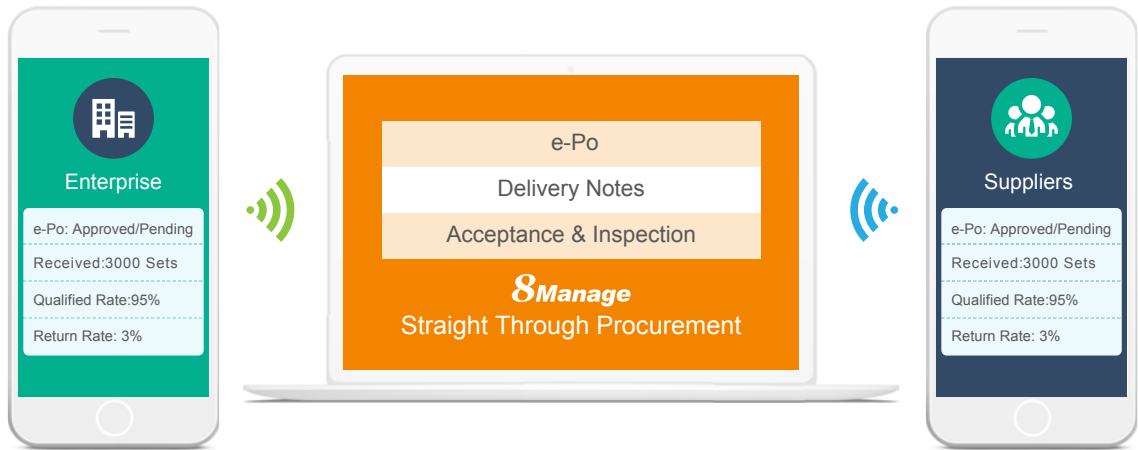 Enterprise
e-Po: Approved/Pending
Received:3000 Sets
Qualified Rate:95%
Return Rate: 3%
e-Po
Delivery Notes
Acceptance & Inspection
8Manage
Straight Through Procurement
Suppliers
e-Po: Approved/Pending
Received:3000 Sets
Qualified Rate:95%
Return Rate: 3%